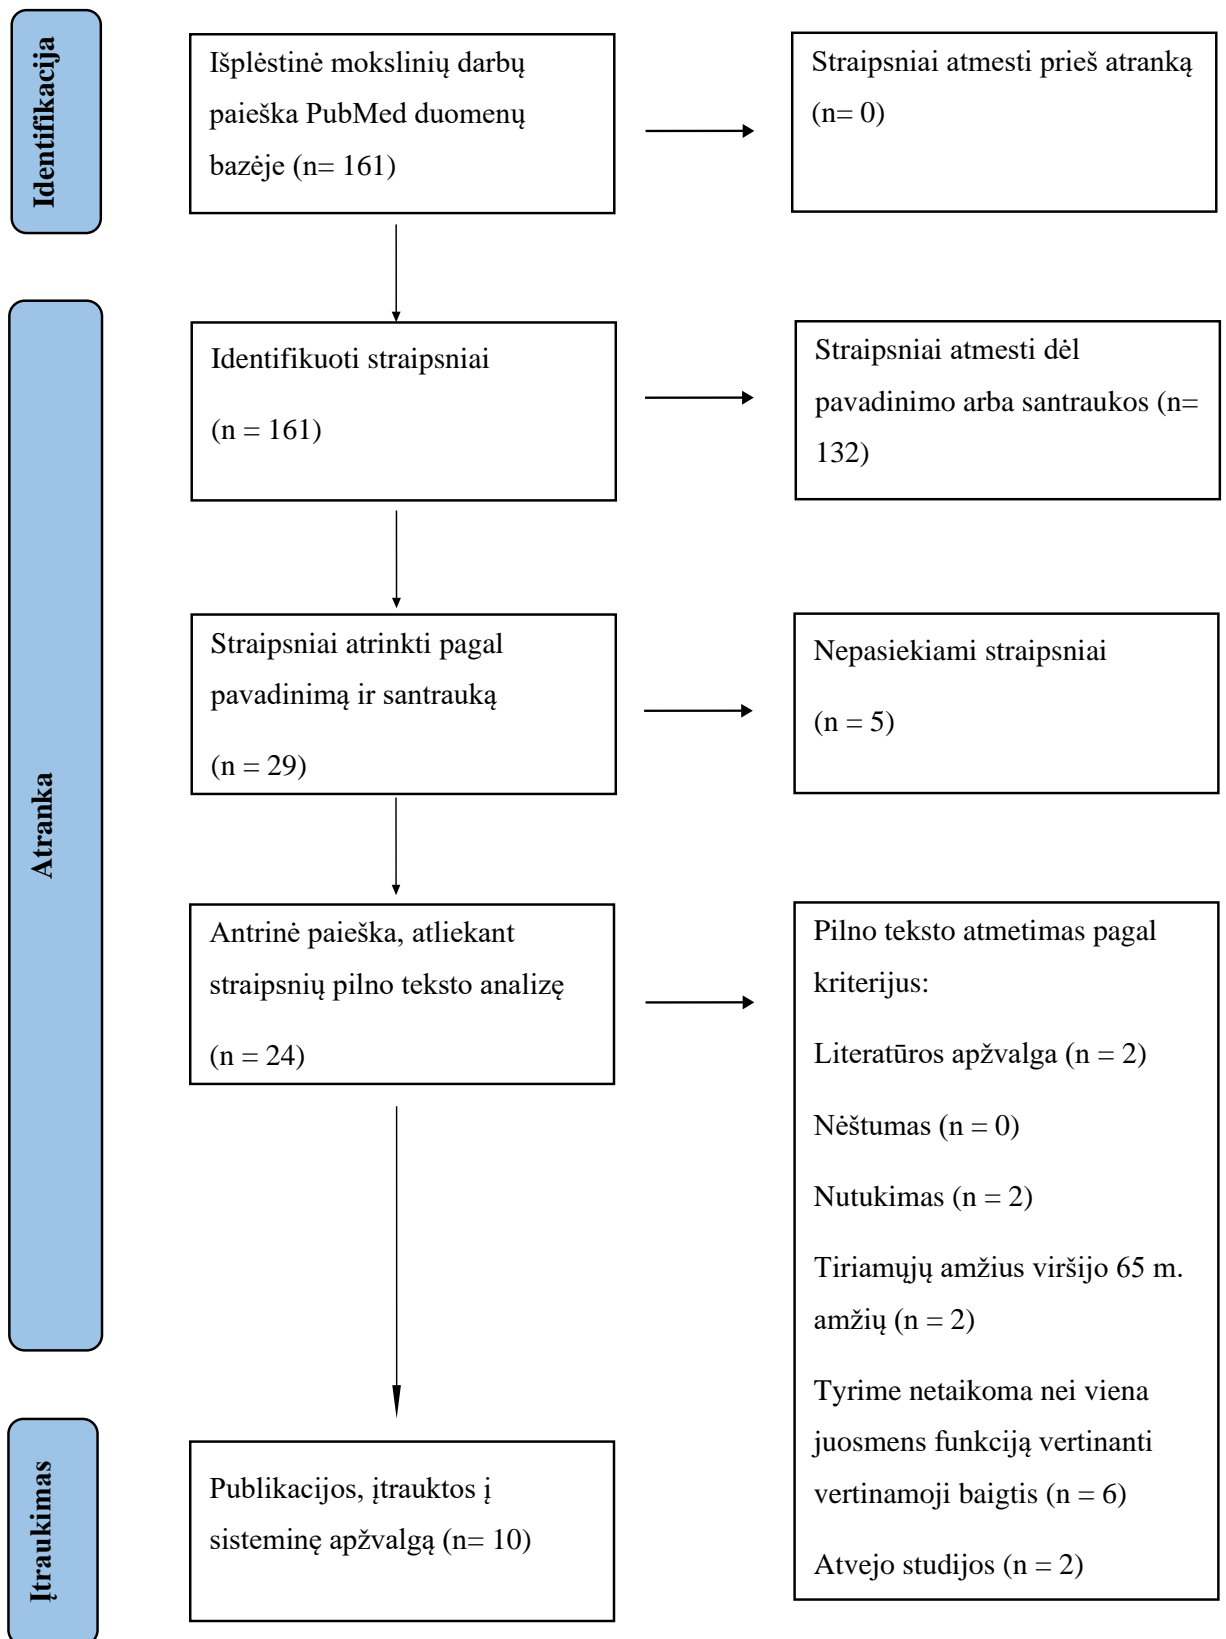 Identifikacija
Išplėstinė mokslinių darbų
paieška PubMed duomenų
bazėje (n= 161)
Straipsniai atmesti prieš atranką
(n= 0)
Atranka
Identifikuoti straipsniai
(n = 161)
Straipsniai atmesti dėl
pavadinimo arba santraukos (n=
132)
Straipsniai atrinkti pagal
pavadinimą ir santrauką
(n = 29)
Nepasiekiami straipsniai
(n = 5)
Antrinė paieška, atliekant
straipsnių pilno teksto analizę
(n = 24)
Pilno teksto atmetimas pagal
kriterijus:
Literatūros apžvalga (n = 2)
Nėštumas (n = 0)
Nutukimas (n = 2)
Tiriamųjų amžius viršijo 65 m.
amžių (n = 2)
Tyrime netaikoma nei viena
juosmens funkciją vertinanti
vertinamoji baigtis (n = 6)
Atvejo studijos (n = 2)
Įtraukimas
Publikacijos, įtrauktos į
sisteminę apžvalgą (n= 10)